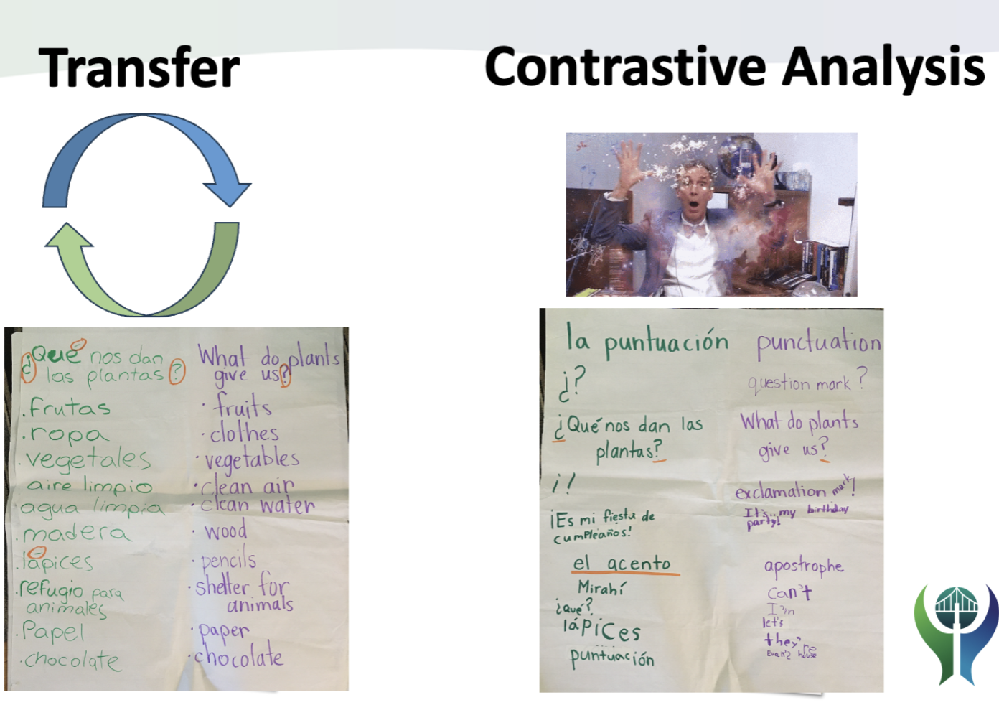 Transfer
Contrastive Analysis
¿Qué nos dan
las plantas?
.frutas
.ropa
vegetales
aire limpio
agua limpia
.madera
.lápices
.refugio para
animales
.Papel
.chocolate
What do plants
give us?
· fruits
· clothes
· vegetables
· clean air
· clean water
· wood
· pencils
· shelter for
animals
· paper
· chocolate
la puntuación
¿?
¿Qué nos dan las
plantas?
¡!
¡Es mi fiesta de
cumpleaños!
el acento
Mirahí
¿qué?
lápices
puntuación
punctuation
question mark ?
What do plants
give us?
exclamation mark!
It's my birthday
party!
apostrophe
can't
I'm
let's
they're
Evan's house